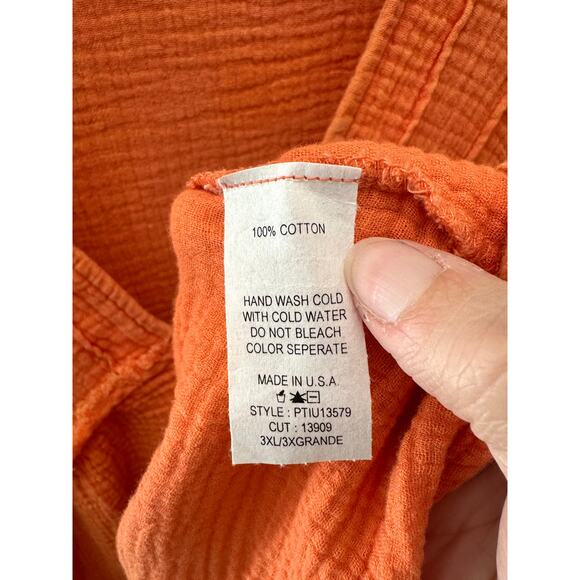 100% COTTON
HAND WASH COLD
WITH COLD WATER
DO NOT BLEACH
COLOR SEPERATE
MADE IN U.S.A.
STYLE : PTIU13579
CUT : 13909
3XL/3XGRANDE